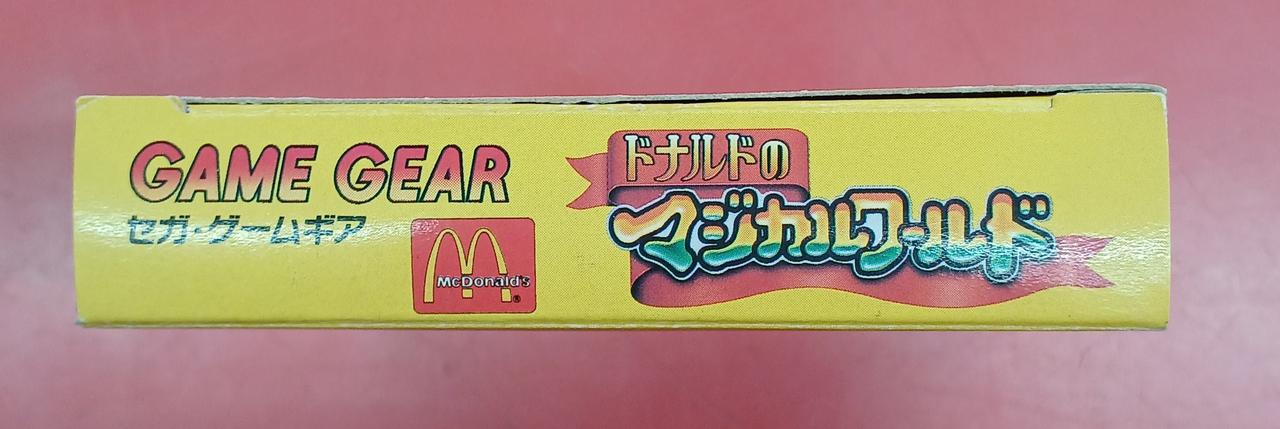 GAME GEAR
セガ・ゲームギア
McDonald's
®
ドナルドの
マジカルワールド